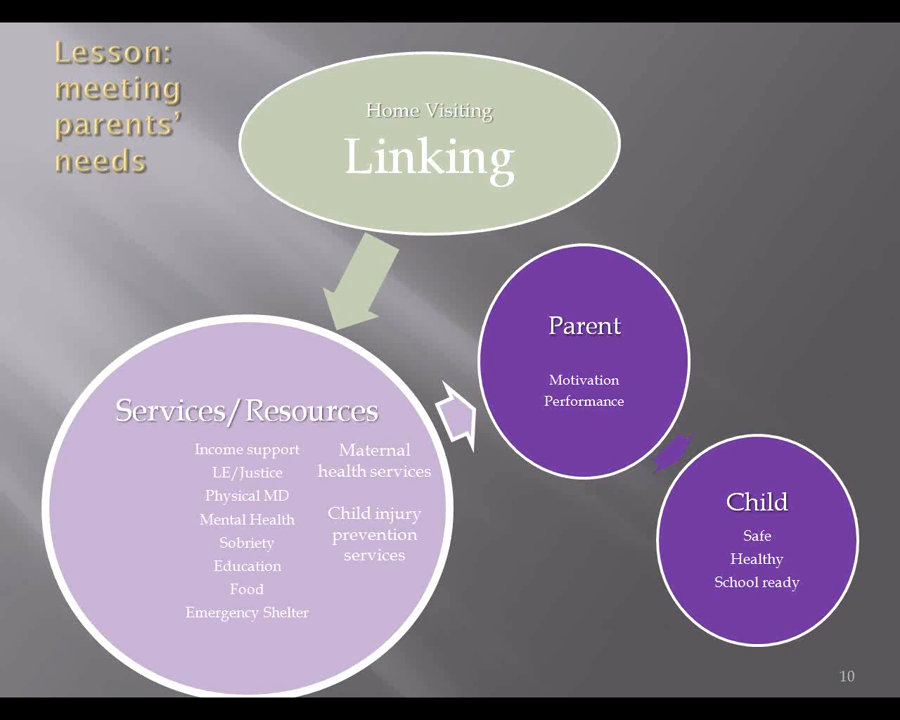 Lesson:
meeting
parents’
needs
Home Visiting
Linking
Services/Resources
Income support
LE/Justice
Physical MD
Mental Health
Sobriety
Education
Food
Emergency Shelter
Maternal
health services
Child injury
prevention
services
Parent
Motivation
Performance
Child
Safe
Healthy
School ready
10